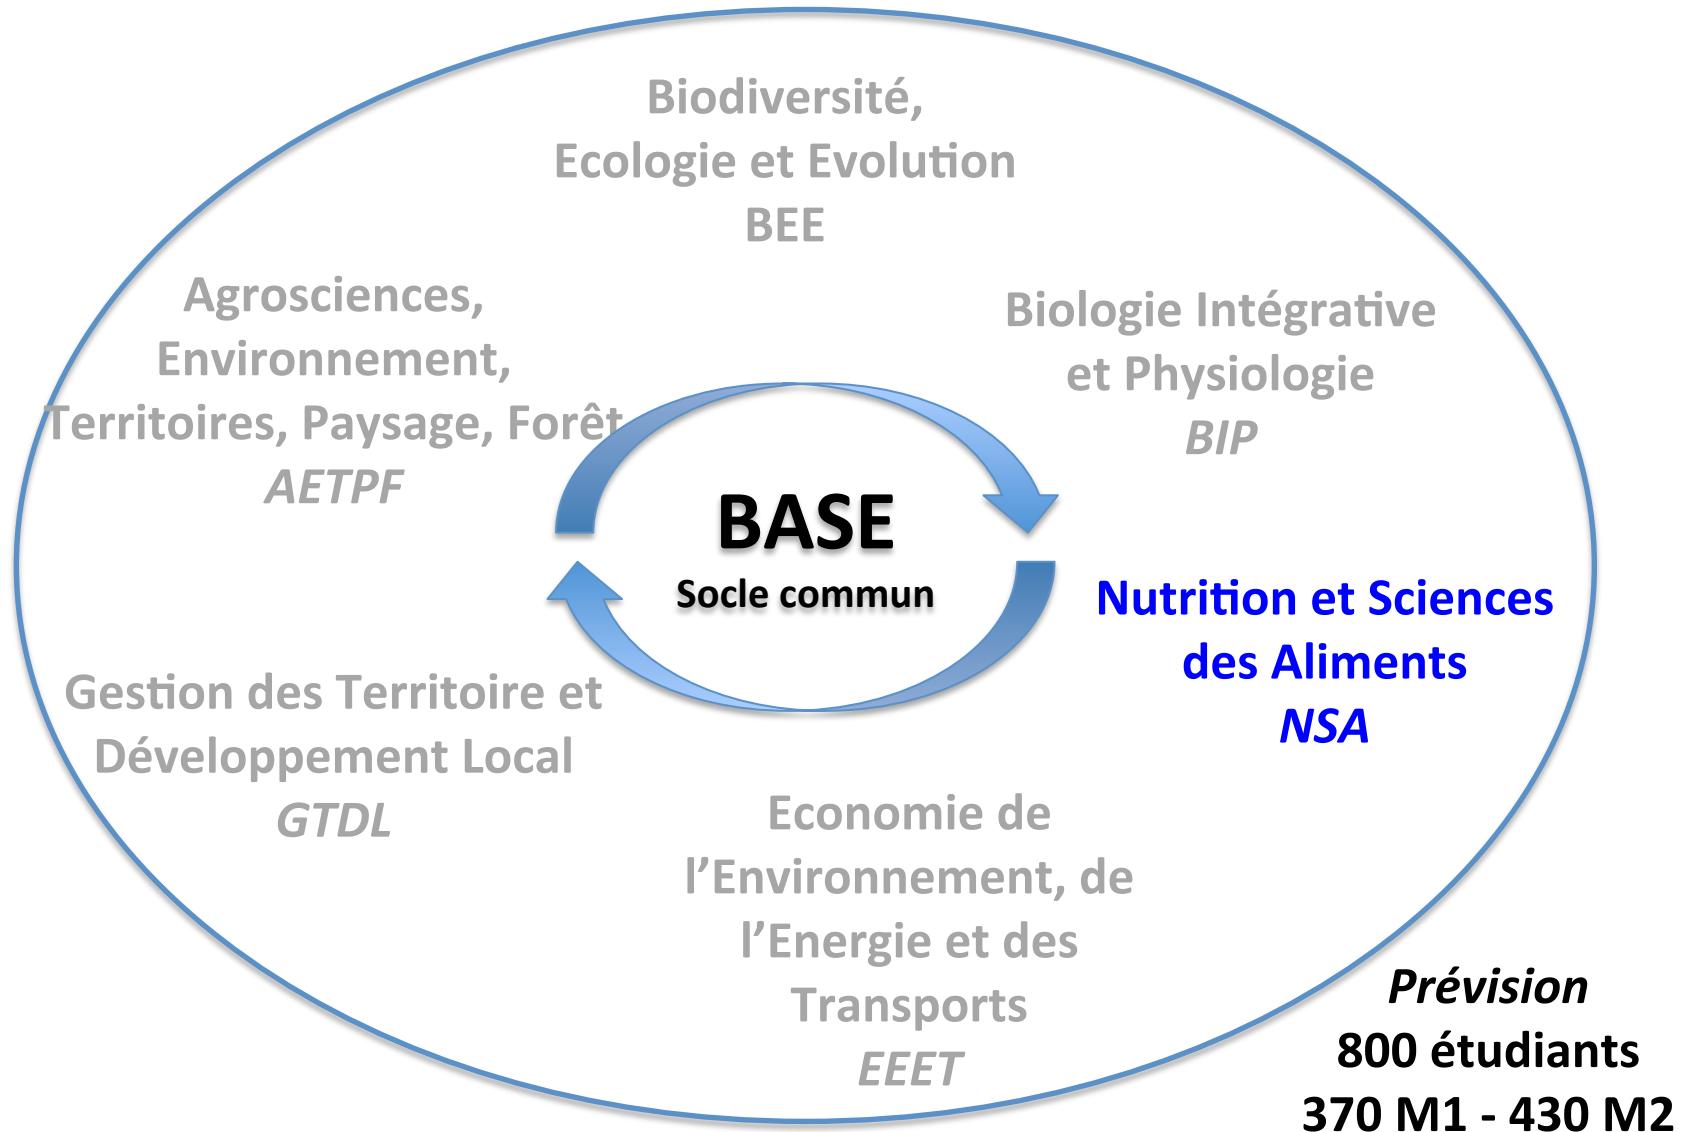 Biodiversité,
Ecologie et Evolution
BEE
Agrosciences,
Environnement,
Territoires, Paysage, Forêt
AETPF
Biologie Intégrative
et Physiologie
BIP
BASE
Socle commun
Nutrition et Sciences
des Aliments
NSA
Gestion des Territoire et
Développement Local
GTDL
Economie de
l’Environnement, de
l’Energie et des
Transports
EEET
Prévision
800 étudiants
370 M1 - 430 M2